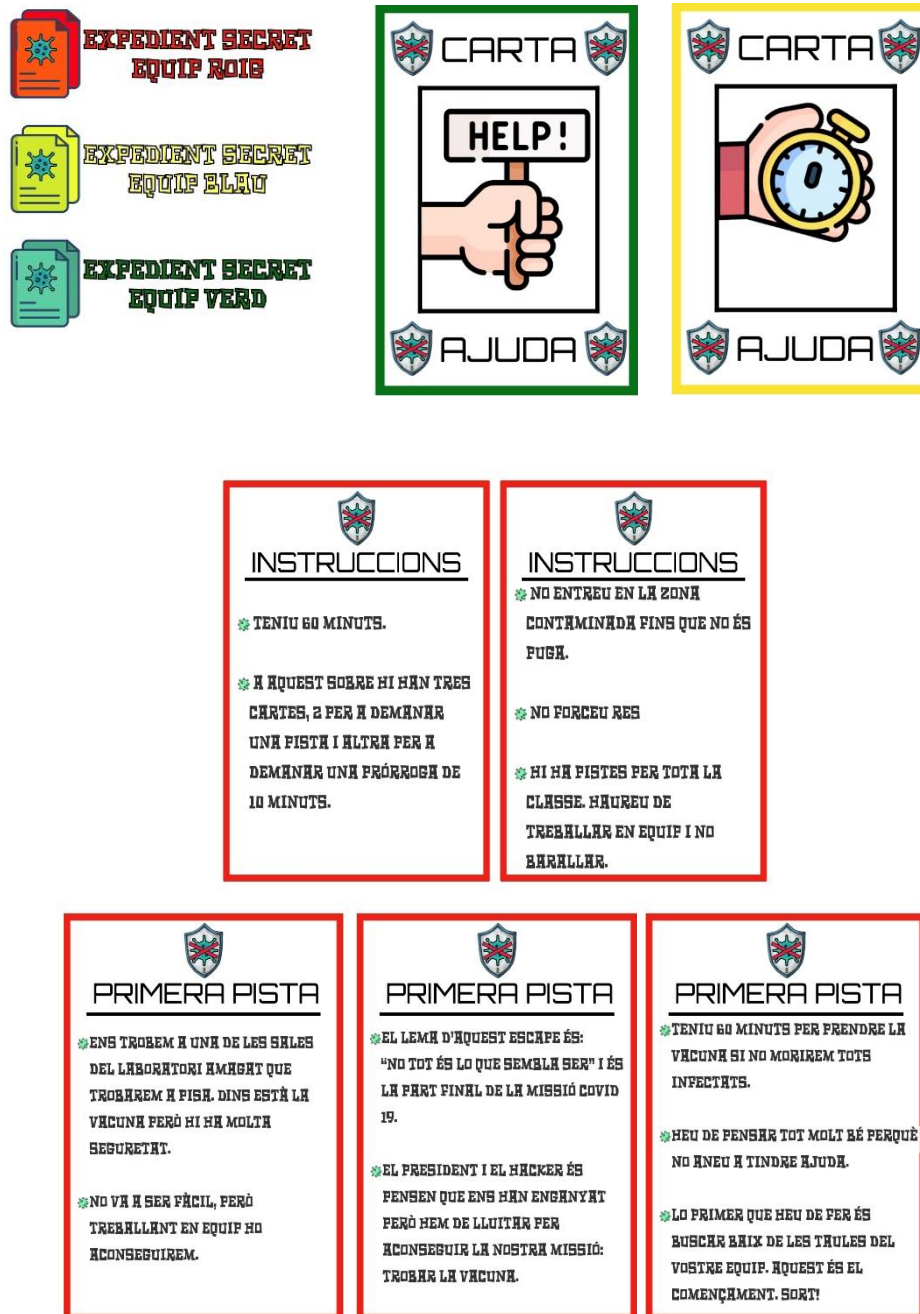 EXPEDIENT SECRET
EQUIP ROIG
EXPEDIENT SECRET
EQUIP BLAU
EXPEDIENT SECRET
EQUIP VERD
CARTA
HELP!
AJUDA
CARTA
0
AJUDA
INSTRUCCIONS
TENIU 60 MINUTS.
A AQUEST SOBRE HI HAN TRES
CARTES, 2 PER A DEMANAR
UNA PISTA I ALTRA PER A
DEMANAR UNA PRÓRROGA DE
10 MINUTS.
INSTRUCCIONS
NO ENTREU EN LA ZONA
CONTAMINADA FINS QUE NO ÉS
PUGA.
NO FORCEU RES
HI HA PISTES PER TOTA LA
CLASSE. HAUREU DE
TREBALLAR EN EQUIP I NO
BARALLAR.
PRIMERA PISTA
ENS TROBEM A UNA DE LES SALES
DEL LABORATORI AMAGAT QUE
TROBAREM A PISA. DINS ESTÀ LA
VACUNA PERÒ HI HA MOLTA
SEGURETAT.
NO VA A SER FÀCIL, PERÒ
TREBALLANT EN EQUIP HO
ACONSEGUIREM.
PRIMERA PISTA
EL LEMA D'AQUEST ESCAPE ÉS:
"NO TOT ÉS LO QUE SEMBLA SER" I ÉS
LA PART FINAL DE LA MISSIÓ COVID
19.
EL PRESIDENT I EL HACKER ÉS
PENSEN QUE ENS HAN ENGANYAT
PERÒ HEM DE LLUITAR PER
ACONSEGUIR LA NOSTRA MISSIÓ:
TROBAR LA VACUNA.
PRIMERA PISTA
TENIU 60 MINUTS PER PRENDRE LA
VACUNA SI NO MORIREM TOTS
INFECTATS.
HEU DE PENSAR TOT MOLT BÉ PERQUÈ
NO ANEU A TINDRE AJUDA.
LO PRIMER QUE HEU DE FER ÉS
BUSCAR BAIX DE LES TAULES DEL
VOSTRE EQUIP. AQUEST ÉS EL
COMENÇAMENT. SORT!